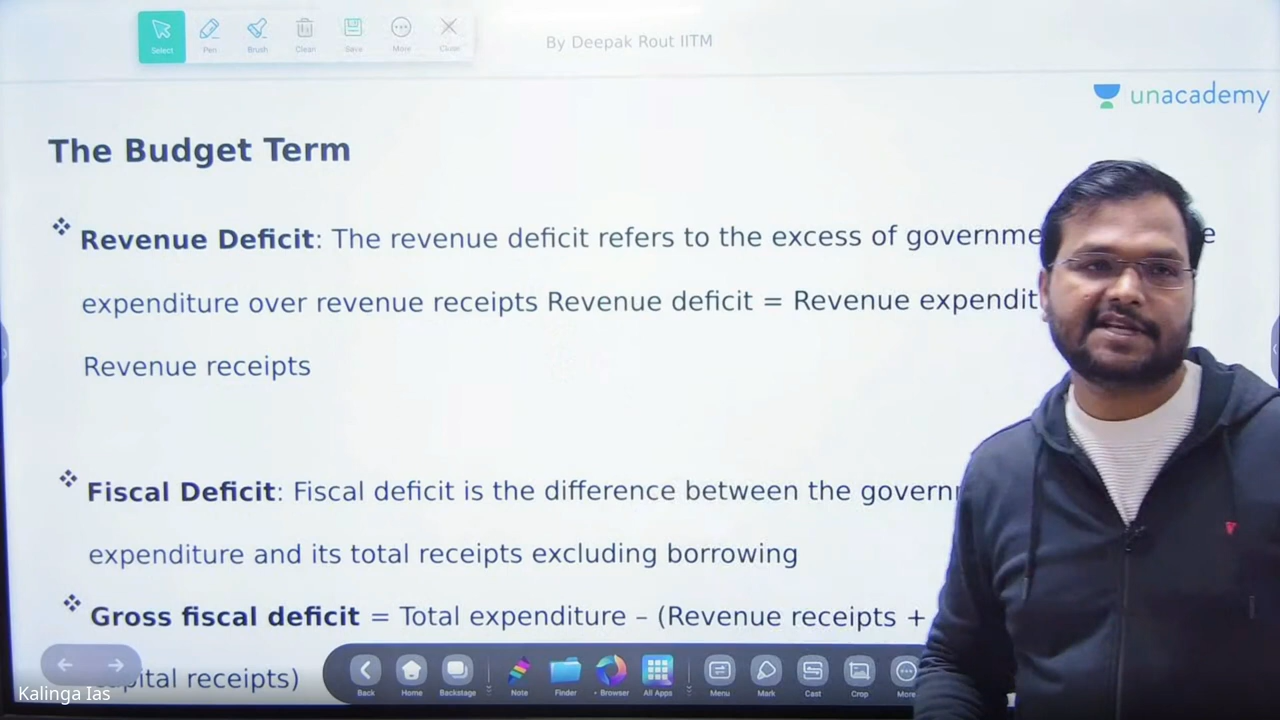 Select Pen Brush Clean Save More Close
By Deepak Rout IITM
unacademy
The Budget Term
❖ Revenue Deficit: The revenue deficit refers to the excess of governme e
expenditure over revenue receipts Revenue deficit = Revenue expendit
Revenue receipts
❖ Fiscal Deficit: Fiscal deficit is the difference between the govern
expenditure and its total receipts excluding borrowing
❖ Gross fiscal deficit = Total expenditure – (Revenue receipts +
pital receipts)
Kalinga Ias
Back Home Backstage Note Finder Browser All Apps Menu Mark Cast Crop More